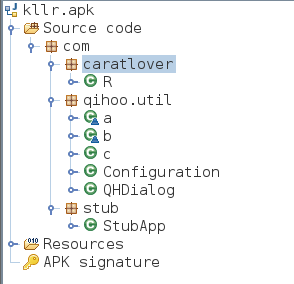 kllr.apk
Source code
com
caratlover
R
qihoo.util
a
b
c
Configuration
QHDialog
stub
StubApp
Resources
APK signature